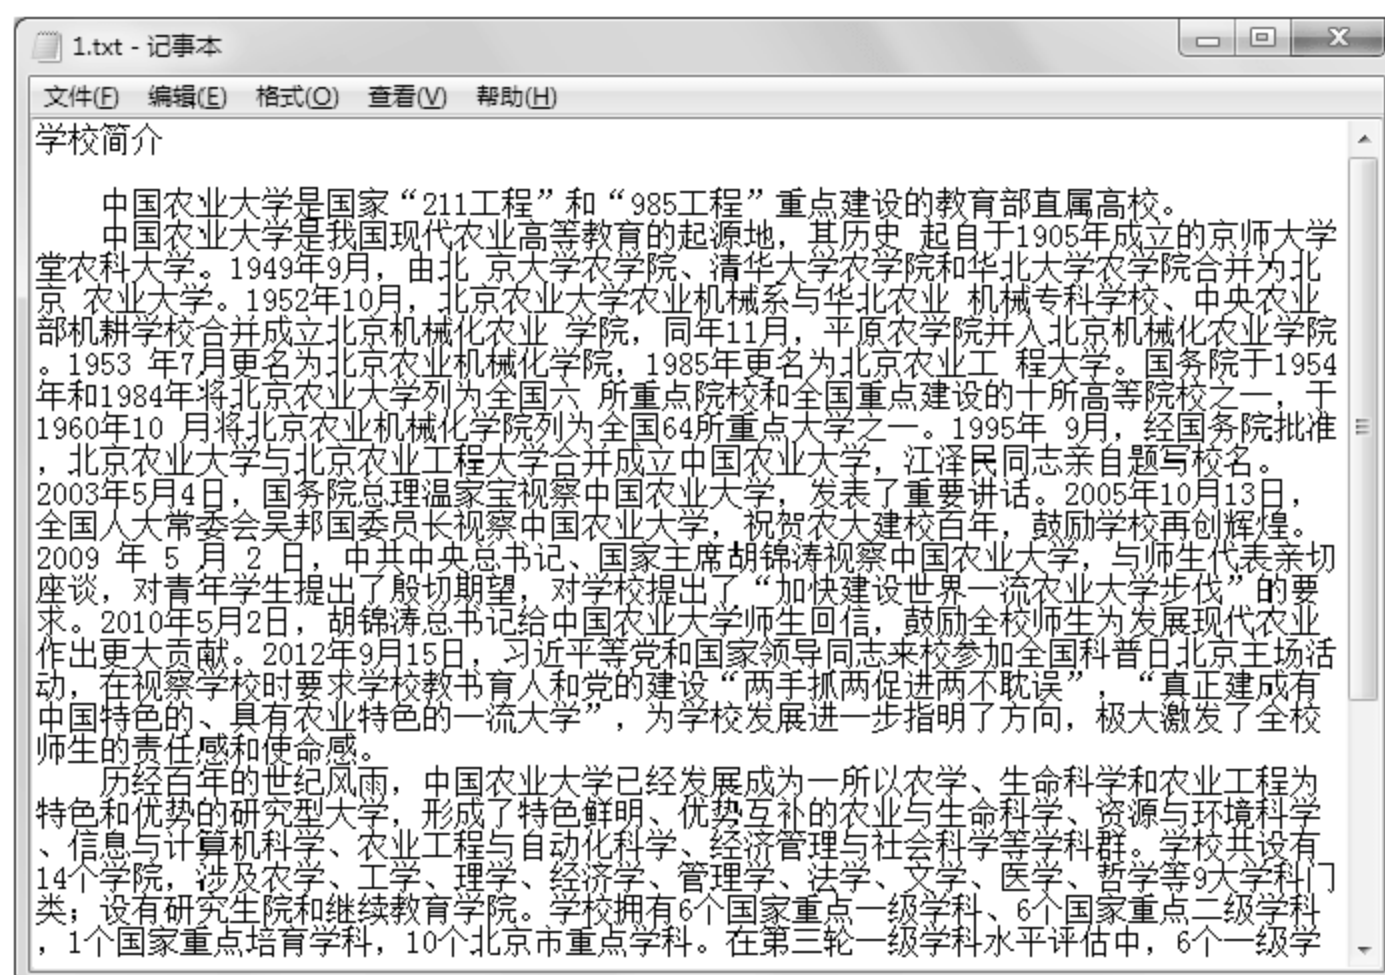 1.txt - 记事本
文件(F) 编辑(E) 格式(O) 查看(V) 帮助(H)
学校简介
中国农业大学是国家“211工程”和“985工程”重点建设的教育部直属高校。
中国农业大学是我国现代农业高等教育的起源地，其历史 起自于1905年成立的京师大学
堂农科大学。1949年9月，由北 京大学农学院、清华大学农学院和华北大学农学院合并为北
京 农业大学。1952年10月，北京农业大学农业机械系与华北农业 机械专科学校、中央农业
部机耕学校合并成立北京机械化农业 学院，同年11月，平原农学院并入北京机械化农业学院
。1953 年7月更名为北京农业机械化学院，1985年更名为北京农业工 程大学。国务院于1954
年和1984年将北京农业大学列为全国六 所重点院校和全国重点建设的十所高等院校之一，于
1960年10 月将北京农业机械化学院列为全国64所重点大学之一。1995年 9月，经国务院批准
，北京农业大学与北京农业工程大学合并成立中国农业大学，江泽民同志亲自题写校名。
2003年5月4日，国务院总理温家宝视察中国农业大学，发表了重要讲话。2005年10月13日，
全国人大常委会吴邦国委员长视察中国农业大学，祝贺农大建校百年，鼓励学校再创辉煌。
2009 年 5 月 2 日，中共中央总书记、国家主席胡锦涛视察中国农业大学，与师生代表亲切
座谈，对青年学生提出了殷切期望，对学校提出了“加快建设世界一流农业大学步伐”的要
求。2010年5月2日，胡锦涛总书记给中国农业大学师生回信，鼓励全校师生为发展现代农业
作出更大贡献。2012年9月15日，习近平等党和国家领导同志来校参加全国科普日北京主场活
动，在视察学校时要求学校教书育人和党的建设“两手抓两促进两不耽误”，“真正建成有
中国特色的、具有农业特色的一流大学”，为学校发展进一步指明了方向，极大激发了全校
师生的责任感和使命感。
历经百年的世纪风雨，中国农业大学已经发展成为一所以农学、生命科学和农业工程为
特色和优势的研究型大学，形成了特色鲜明、优势互补的农业与生命科学、资源与环境科学
、信息与计算机科学、农业工程与自动化科学、经济管理与社会科学等学科群。学校共设有
14个学院，涉及农学、工学、理学、经济学、管理学、法学、文学、医学、哲学等9大学科门
类；设有研究生院和继续教育学院。学校拥有6个国家重点一级学科、6个国家重点二级学科
，1个国家重点培育学科，10个北京市重点学科。在第三轮一级学科水平评估中，6个一级学